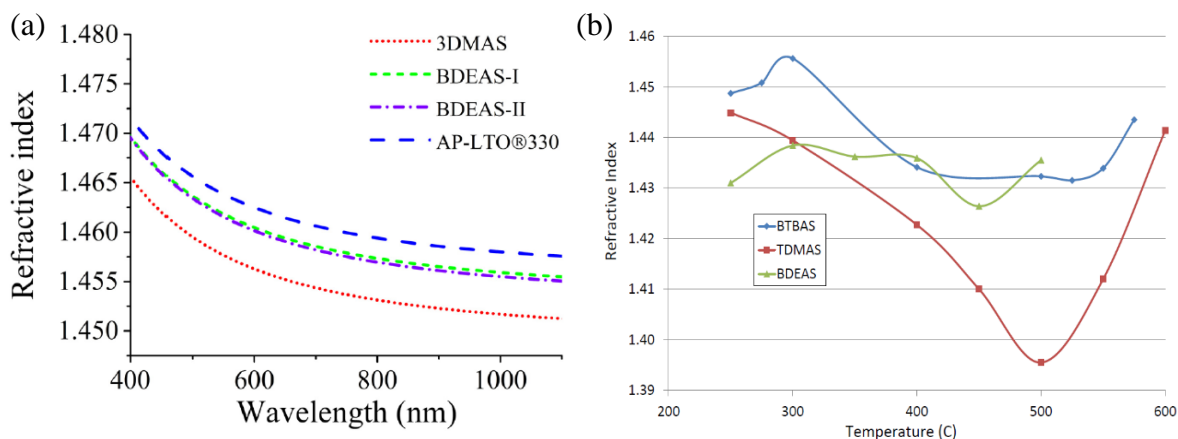 (a)
1.480
1.475
1.470
1.465
1.460
1.455
1.450
Refractive index
400
600
800
1000
Wavelength (nm)
3DMAS
BDEAS-I
BDEAS-II
AP-LTO®330
(b)
1.46
1.45
1.44
1.43
1.42
1.41
1.40
1.39
Refractive Index
200
300
400
500
600
Temperature (C)
BTBAS
TDMAS
BDEAS